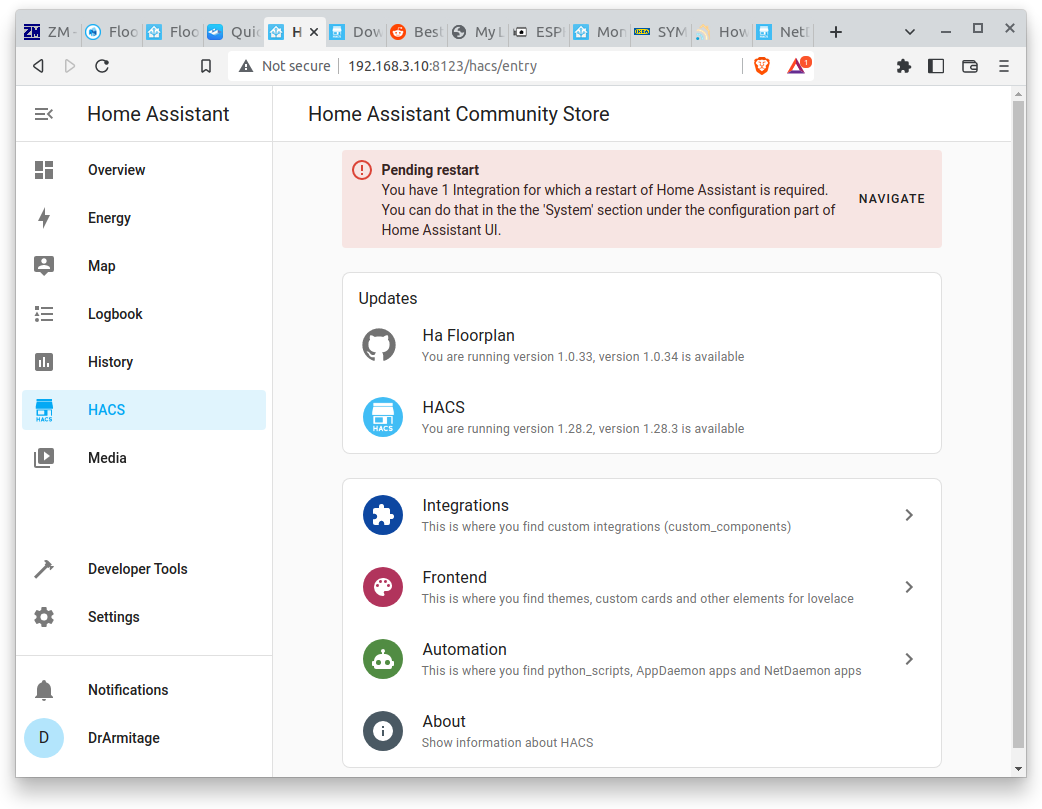 ZM -
Floo
Floo
Quic
H
Dow
Best
My L
ESP
Mon
IKEA SYM
How
NetD
Not secure
192.168.3.10:8123/hacs/entry
1
Home Assistant
Home Assistant Community Store
Overview
Energy
Map
Logbook
History
HACS
HACS
Media
Developer Tools
Settings
Notifications
D
DrArmitage
Pending restart
You have 1 Integration for which a restart of Home Assistant is required.
You can do that in the the 'System' section under the configuration part of
Home Assistant UI.
NAVIGATE
Updates
Ha Floorplan
You are running version 1.0.33, version 1.0.34 is available
HACS
HACS
You are running version 1.28.2, version 1.28.3 is available
Integrations
This is where you find custom integrations (custom_components)
Frontend
This is where you find themes, custom cards and other elements for lovelace
Automation
This is where you find python_scripts, AppDaemon apps and NetDaemon apps
About
Show information about HACS